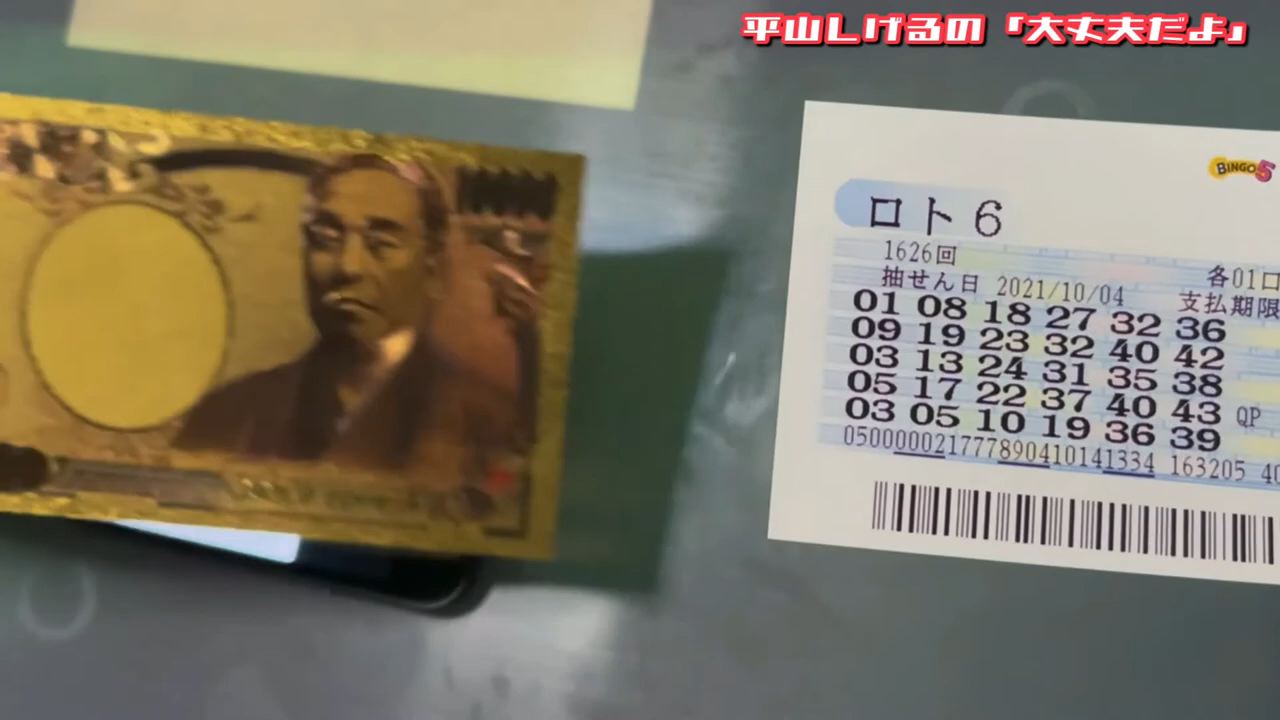 平山しげるの「大丈夫だよ」
BINGO5
ロト6
1626回
各01口
抽せん日 2021/10/04
支払期限
01 08 18 27 32 36
09 19 23 32 40 42
03 13 24 31 35 38
05 17 22 37 40 43 QP
03 05 10 19 36 39
050000021777890410141334 163205 40